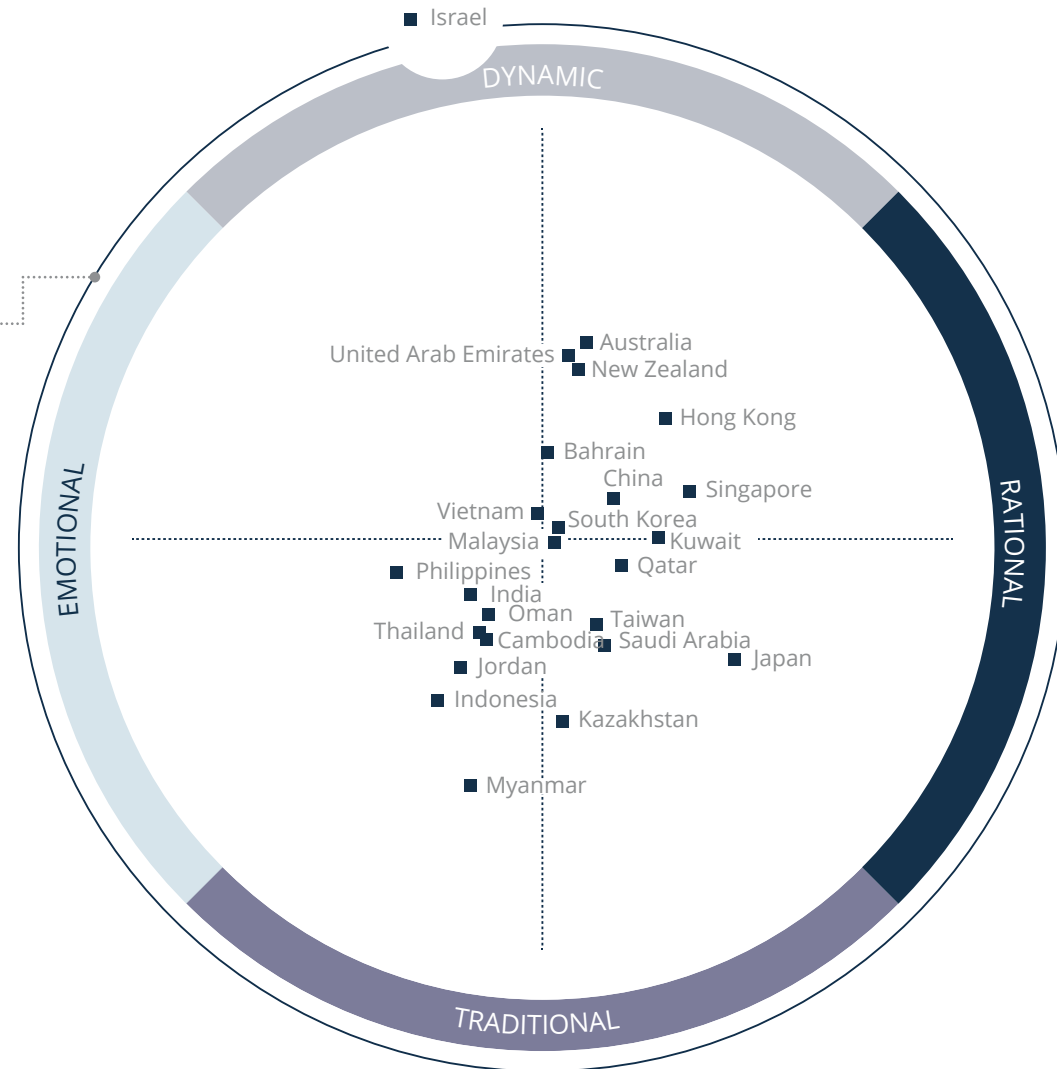 Israel
DYNAMIC
Australia
United Arab Emirates
New Zealand
Hong Kong
Bahrain
China
Singapore
Vietnam
South Korea
Malaysia
Kuwait
EMOTIONAL
RATIONAL
Qatar
Philippines
India
Oman
Taiwan
Thailand
Cambodia
Saudi Arabia
Japan
Jordan
Indonesia
Kazakhstan
Myanmar
TRADITIONAL